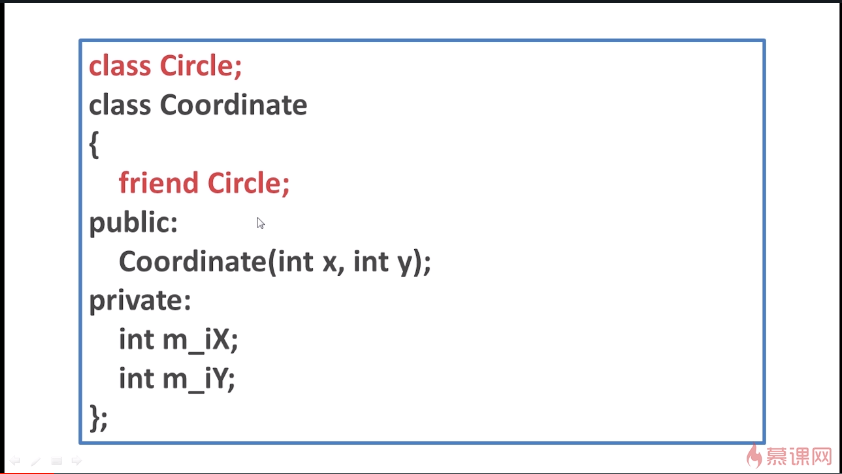 class Circle;
class Coordinate
{
friend Circle;
public:
Coordinate(int x, int y);
private:
int m_iX;
int m_iY;
};
慕课网